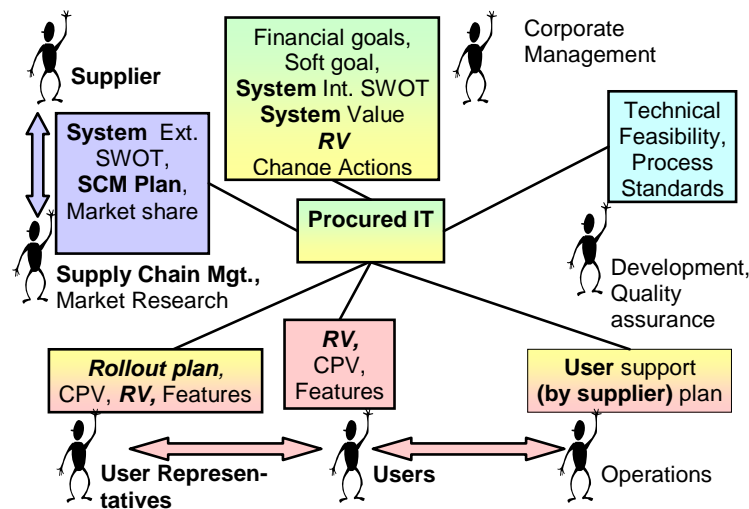 Supplier
Financial goals,
Soft goal,
System Int. SWOT
System Value
RV
Change Actions
Corporate
Management
System Ext.
SWOT,
SCM Plan,
Market share
Technical
Feasibility,
Process
Standards
Procured IT
Supply Chain Mgt.,
Market Research
Development,
Quality
assurance
Rollout plan,
CPV, RV, Features
RV,
CPV,
Features
User support
(by supplier) plan
User Represen-
tatives
Users
Operations